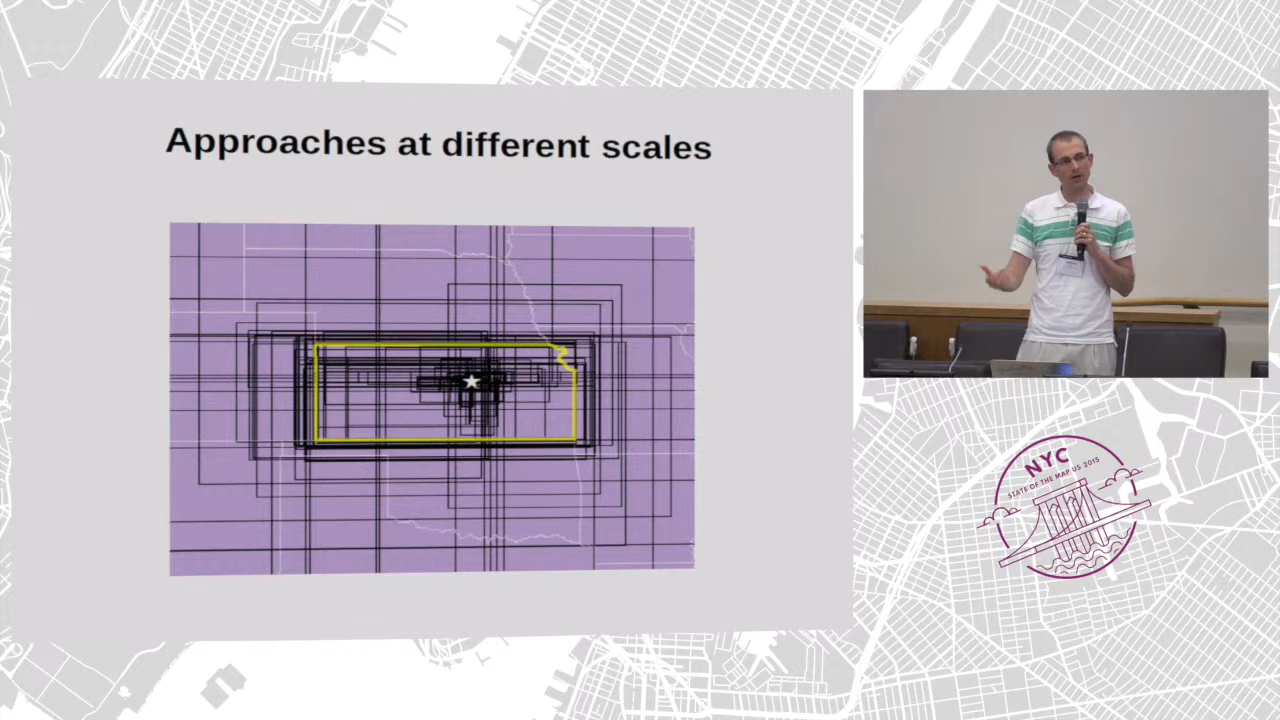 Approaches at different scales
NYC
STATE OF THE MAP US 2015